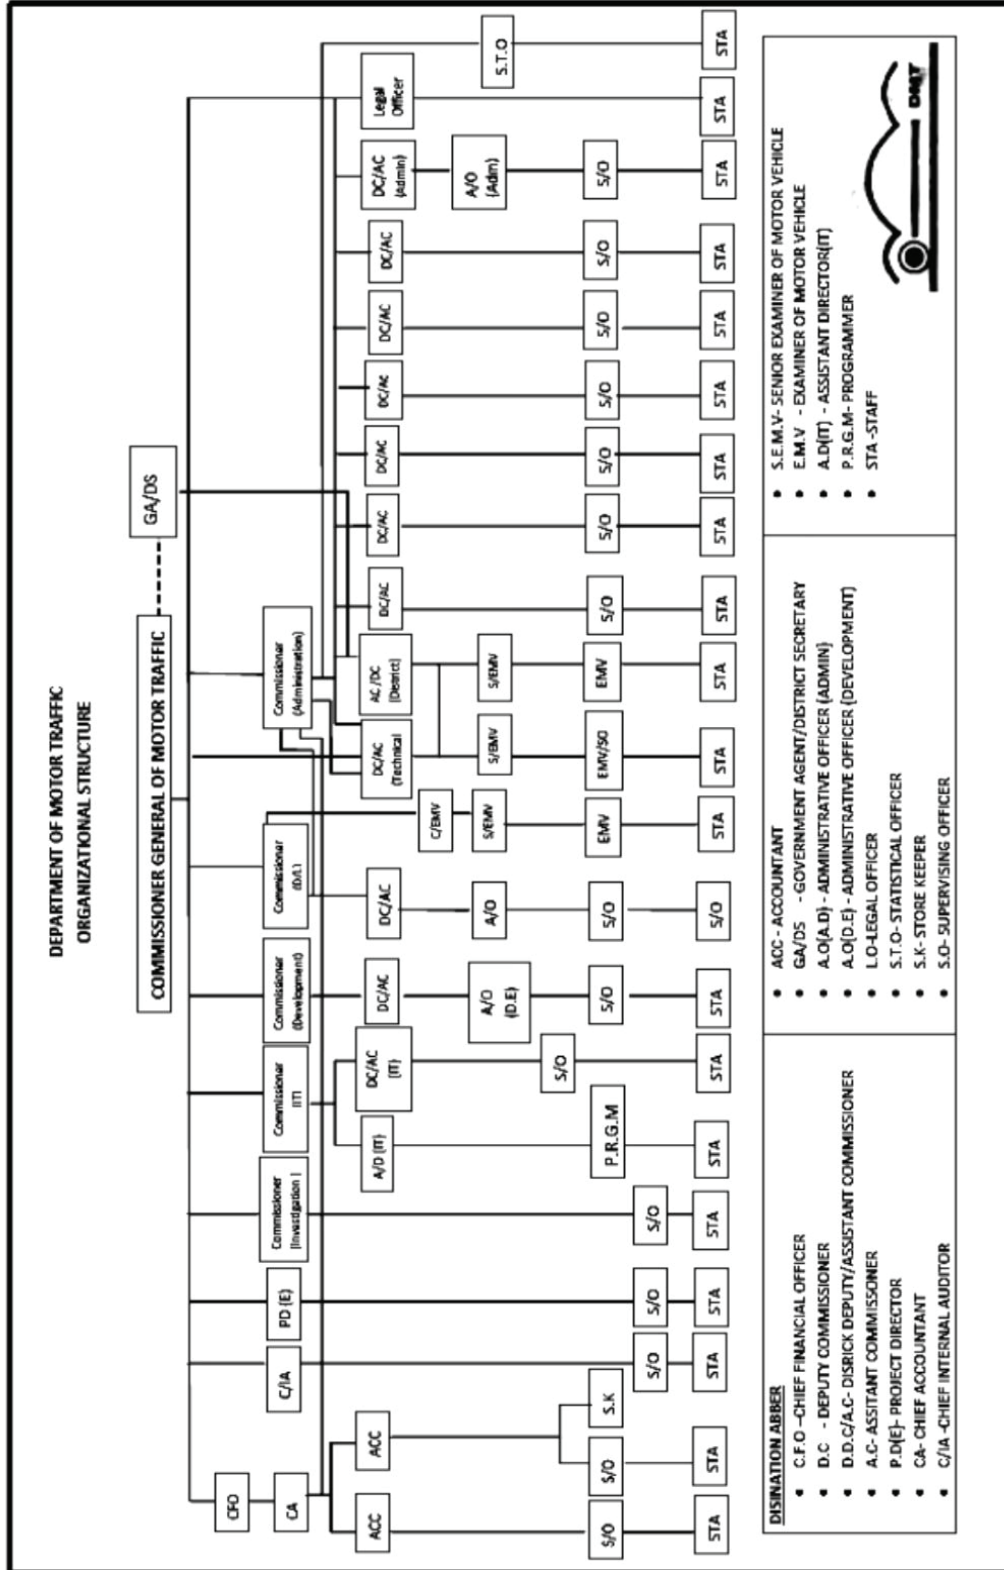 DEPARTMENT OF MOTOR TRAFFIC
ORGANIZATIONAL STRUCTURE
COMMISSIONER GENERAL OF MOTOR TRAFFIC
GA/DS
CFO
CA
C/IA
PD (E)
Commissioner
(Investigation )
Commissioner
(IT)
Commissioner
(Development)
Commissioner
(D/L)
Commissioner
(Administration)
ACC
ACC
A/D (IT)
DC/AC
(IT)
DC/AC
DC/AC
C/EMV
DC/AC
(Technical
AC /DC
(District)
DC/AC
DC/AC
DC/AC
DC/AC
DC/AC
DC/AC
DC/AC
(Admin)
Legal
Officer
S.T.O
A/O
(D.E)
A/O
S/EMV
S/EMV
S/EMV
A/O
(Adm)
S/O
S/O
S.K
S/O
S/O
S/O
P.R.G.M
S/O
S/O
S/O
EMV
EMV/SO
EMV
S/O
S/O
S/O
S/O
S/O
S/O
S/O
STA
STA
STA
STA
STA
STA
STA
STA
S/O
STA
STA
STA
STA
STA
STA
STA
STA
STA
STA
STA
STA
DISINATION ABBER
C.F.O –CHIEF FINANCIAL OFFICER
D.C - DEPUTY COMMISSIONER
D.D.C/A.C- DISRICK DEPUTY/ASSISTANT COMMISSIONER
A.C- ASSITANT COMMISSONER
P.D(E)- PROJECT DIRECTOR
CA- CHIEF ACCOUNTANT
C/IA -CHIEF INTERNAL AUDITOR
ACC - ACCOUNTANT
GA/DS - GOVERNMENT AGENT/DISTRICT SECRETARY
A.O(A.D) - ADMINISTRATIVE OFFICER (ADMIN)
A.O(D.E) - ADMINISTRATIVE OFFICER (DEVELOPMENT)
L.O-LEGAL OFFICER
S.T.O- STATISTICAL OFFICER
S.K- STORE KEEPER
S.O- SUPERVISING OFFICER
S.E.M.V- SENIOR EXAMINER OF MOTOR VEHICLE
E.M.V - EXAMINER OF MOTOR VEHICLE
A.D(IT) - ASSISTANT DIRECTOR(IT)
P.R.G.M- PROGRAMMER
STA -STAFF
DMT